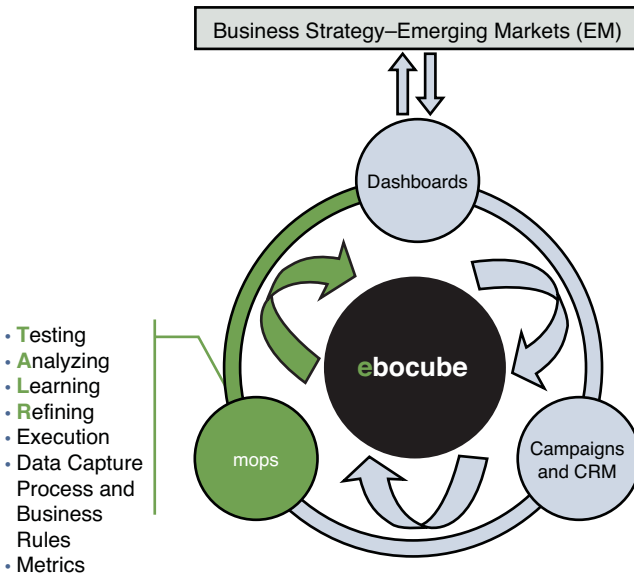 Business Strategy–Emerging Markets (EM)
Dashboards
ebocube
mops
Campaigns
and CRM
• Testing
• Analyzing
• Learning
• Refining
• Execution
• Data Capture
Process and
Business
Rules
• Metrics